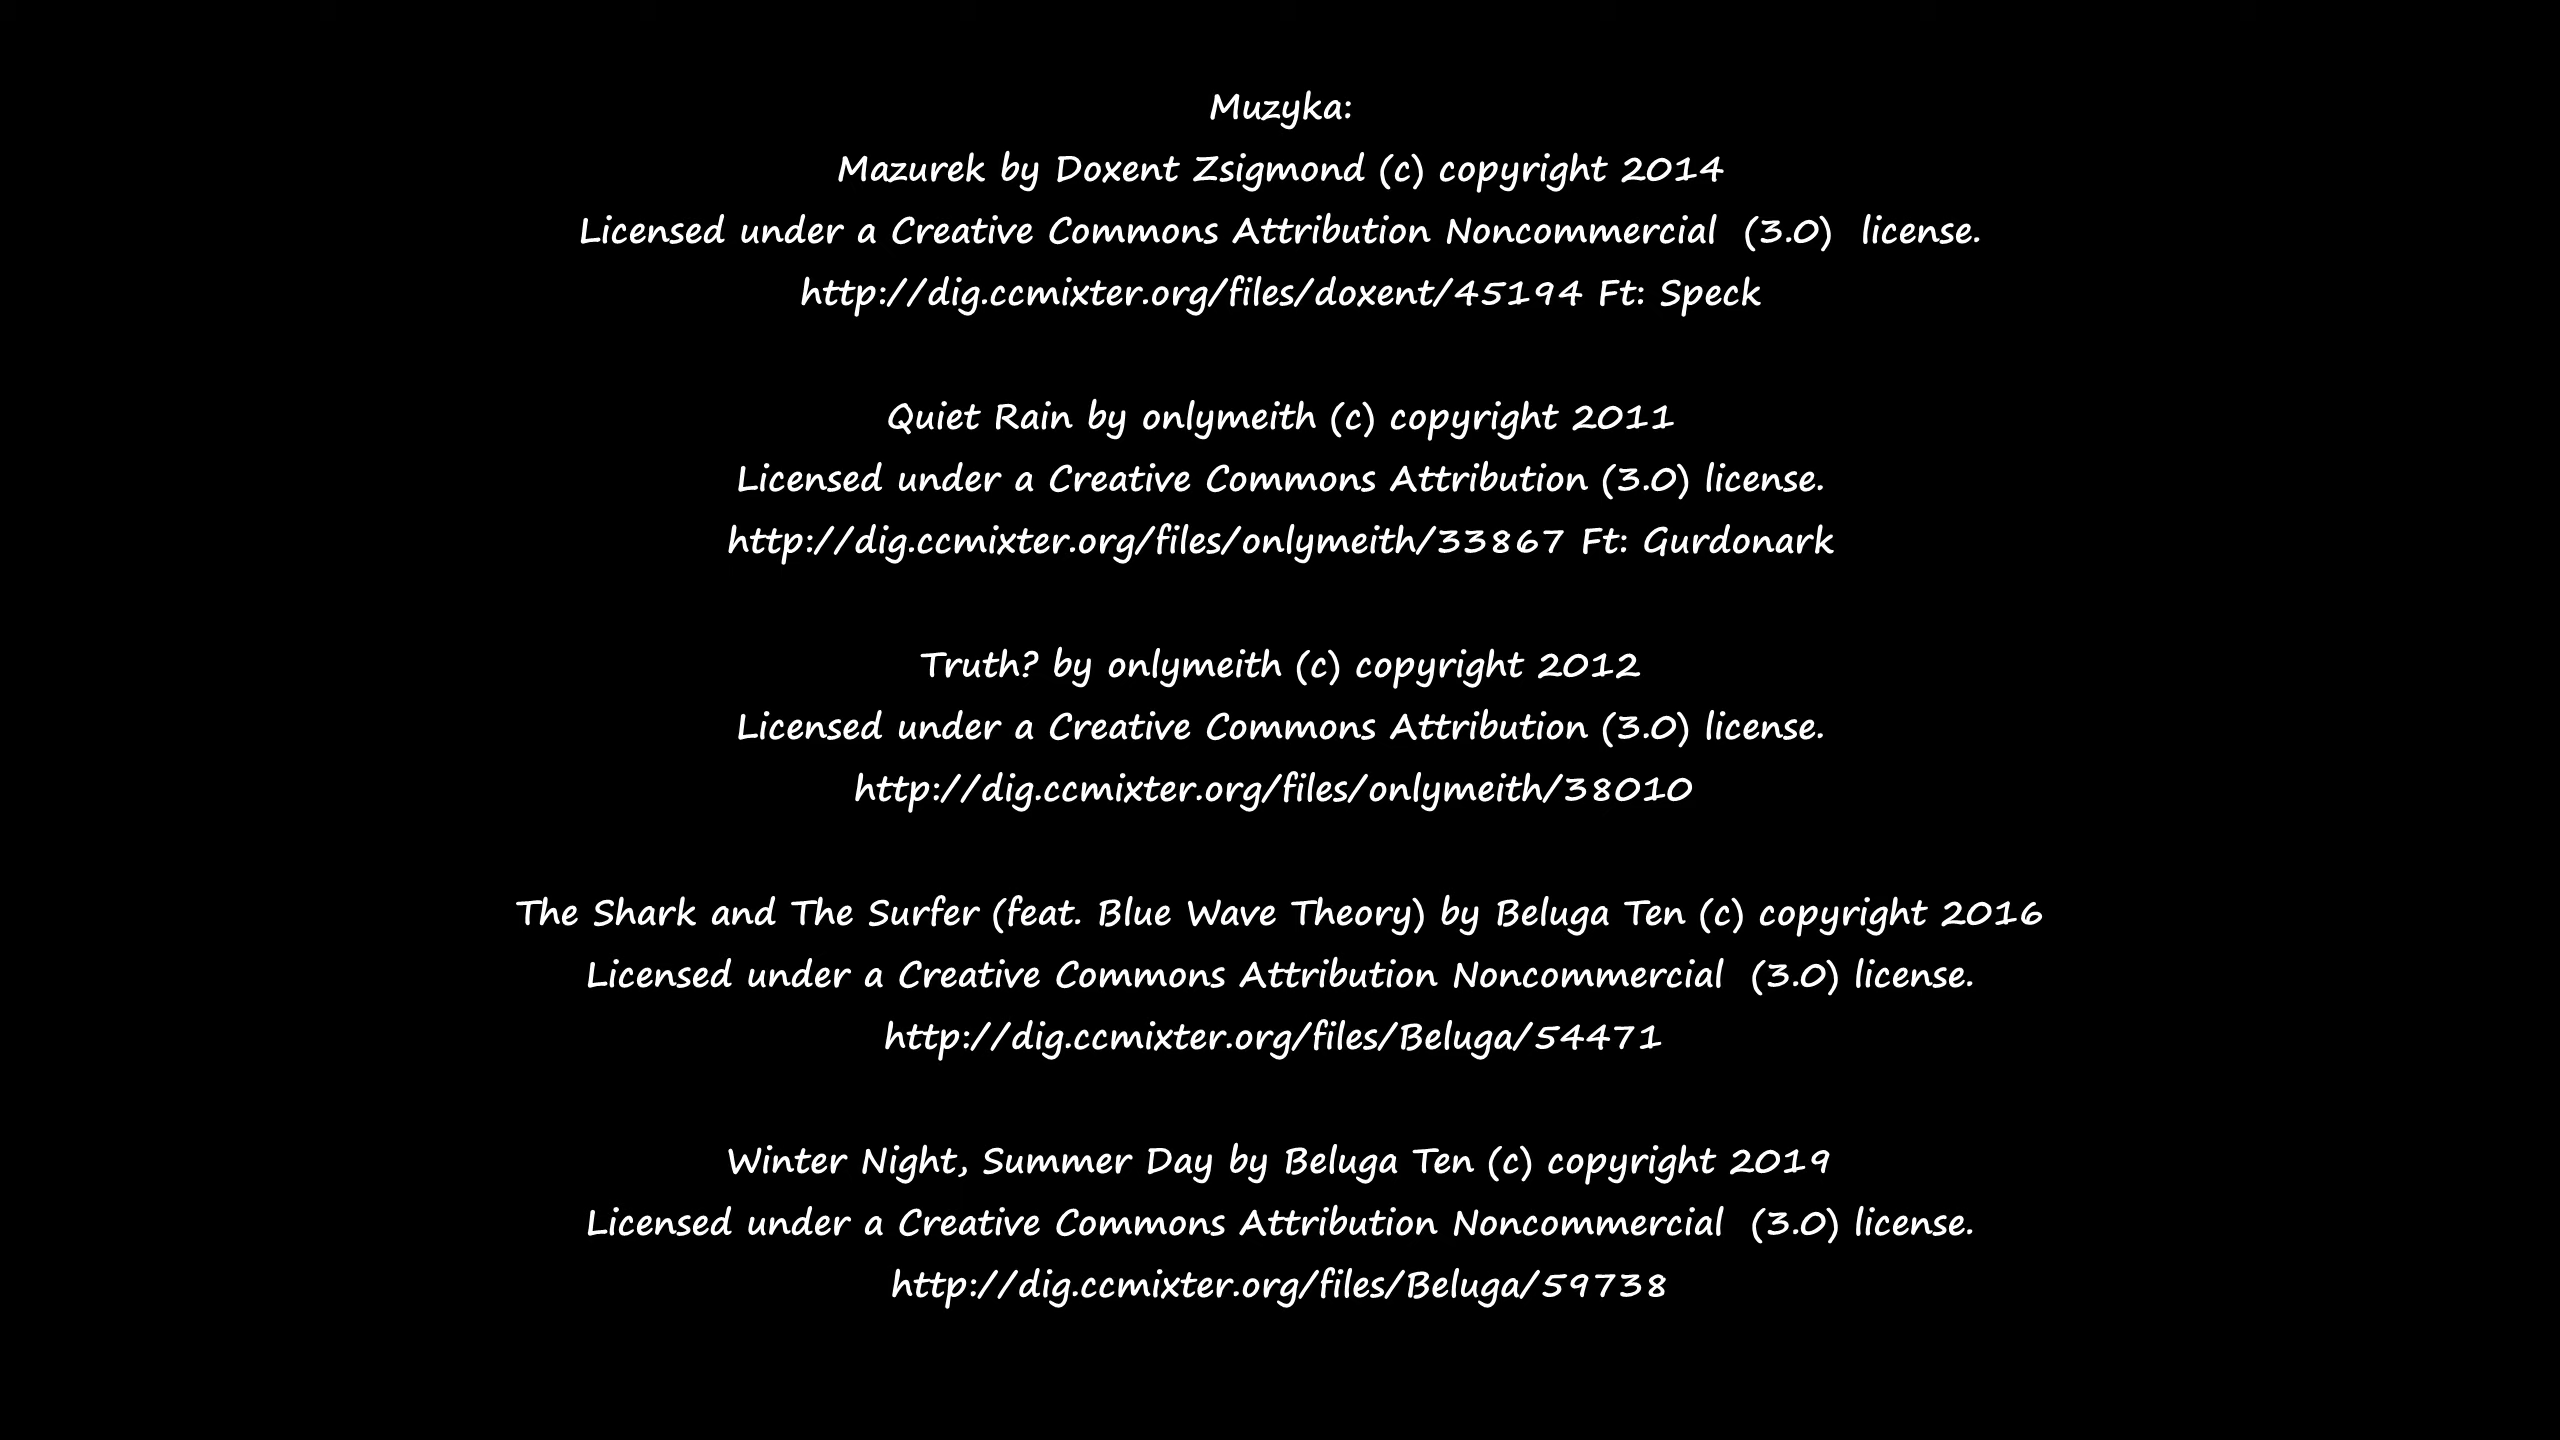 Muzyka:
Mazurek by Doxent Zsigmond (c) copyright 2014
Licensed under a Creative Commons Attribution Noncommercial  (3.0)  license.
http://dig.ccmixter.org/files/doxent/45194 Ft: Speck
Quiet Rain by onlymeith (c) copyright 2011
Licensed under a Creative Commons Attribution (3.0) license.
http://dig.ccmixter.org/files/onlymeith/33867 Ft: Gurdonark
Truth? by onlymeith (c) copyright 2012
Licensed under a Creative Commons Attribution (3.0) license.
http://dig.ccmixter.org/files/onlymeith/38010
The Shark and The Surfer (feat. Blue Wave Theory) by Beluga Ten (c) copyright 2016
Licensed under a Creative Commons Attribution Noncommercial  (3.0) license.
http://dig.ccmixter.org/files/Beluga/54471
Winter Night, Summer Day by Beluga Ten (c) copyright 2019
Licensed under a Creative Commons Attribution Noncommercial  (3.0) license.
http://dig.ccmixter.org/files/Beluga/59738